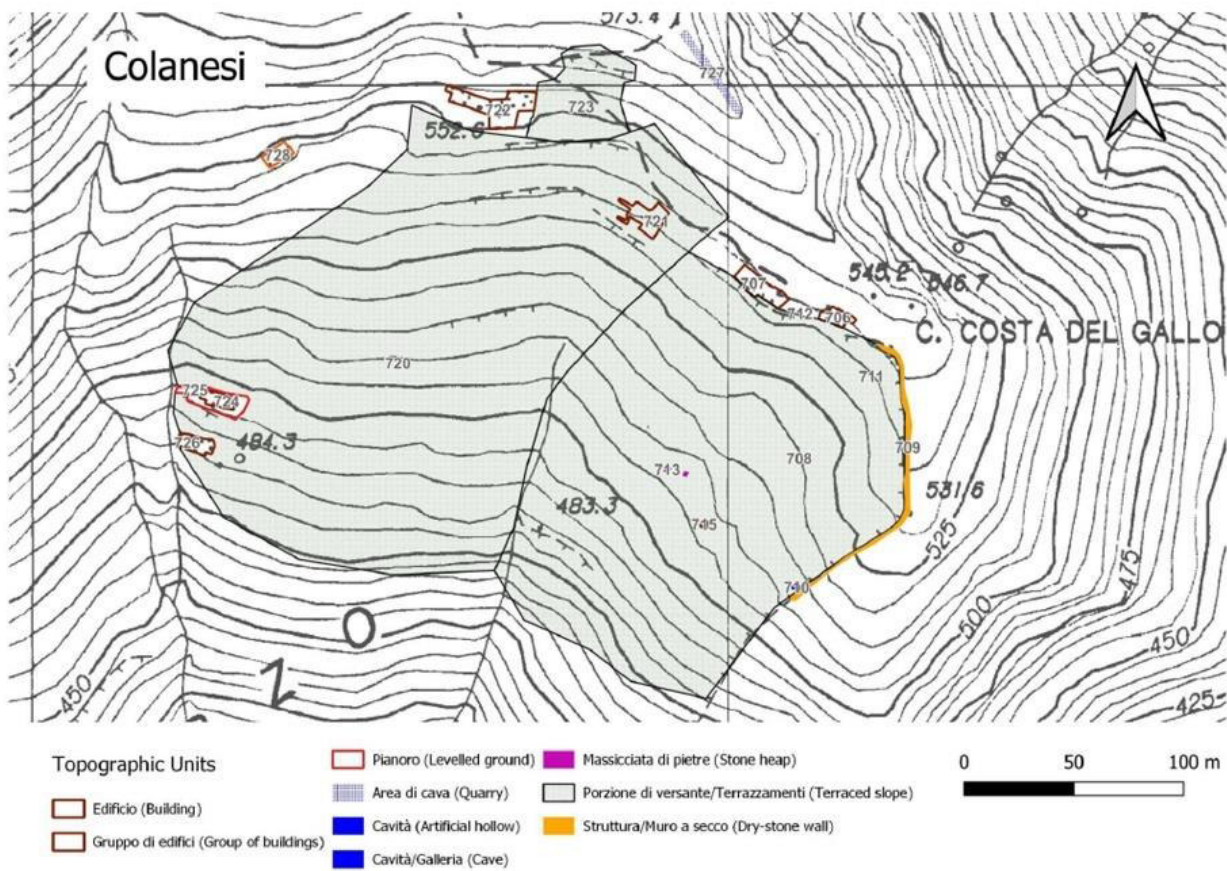 573.4
Colanesi
727
722
723
552.6
728
721
707
545.2
546.7
712
706
C. COSTA DEL GALLO
711
720
725
724
726
484.3
709
713
708
483.3
705
531.6
525
710
O
500
475
Z
450
450
425
Topographic Units
Edificio (Building)
Gruppo di edifici (Group of buildings)
Pianoro (Levelled ground)
Area di cava (Quarry)
Cavità (Artificial hollow)
Cavità/Galleria (Cave)
Massicciata di pietre (Stone heap)
Porzione di versante/Terrazzamenti (Terraced slope)
Struttura/Muro a secco (Dry-stone wall)
0 50 100 m